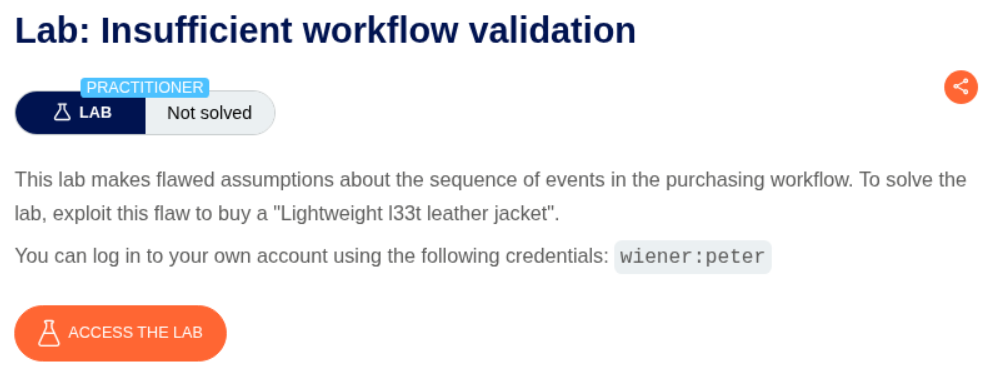 Lab: Insufficient workflow validation
PRACTITIONER
LAB Not solved
This lab makes flawed assumptions about the sequence of events in the purchasing workflow. To solve the
lab, exploit this flaw to buy a "Lightweight l33t leather jacket".
You can log in to your own account using the following credentials: wiener:peter
ACCESS THE LAB